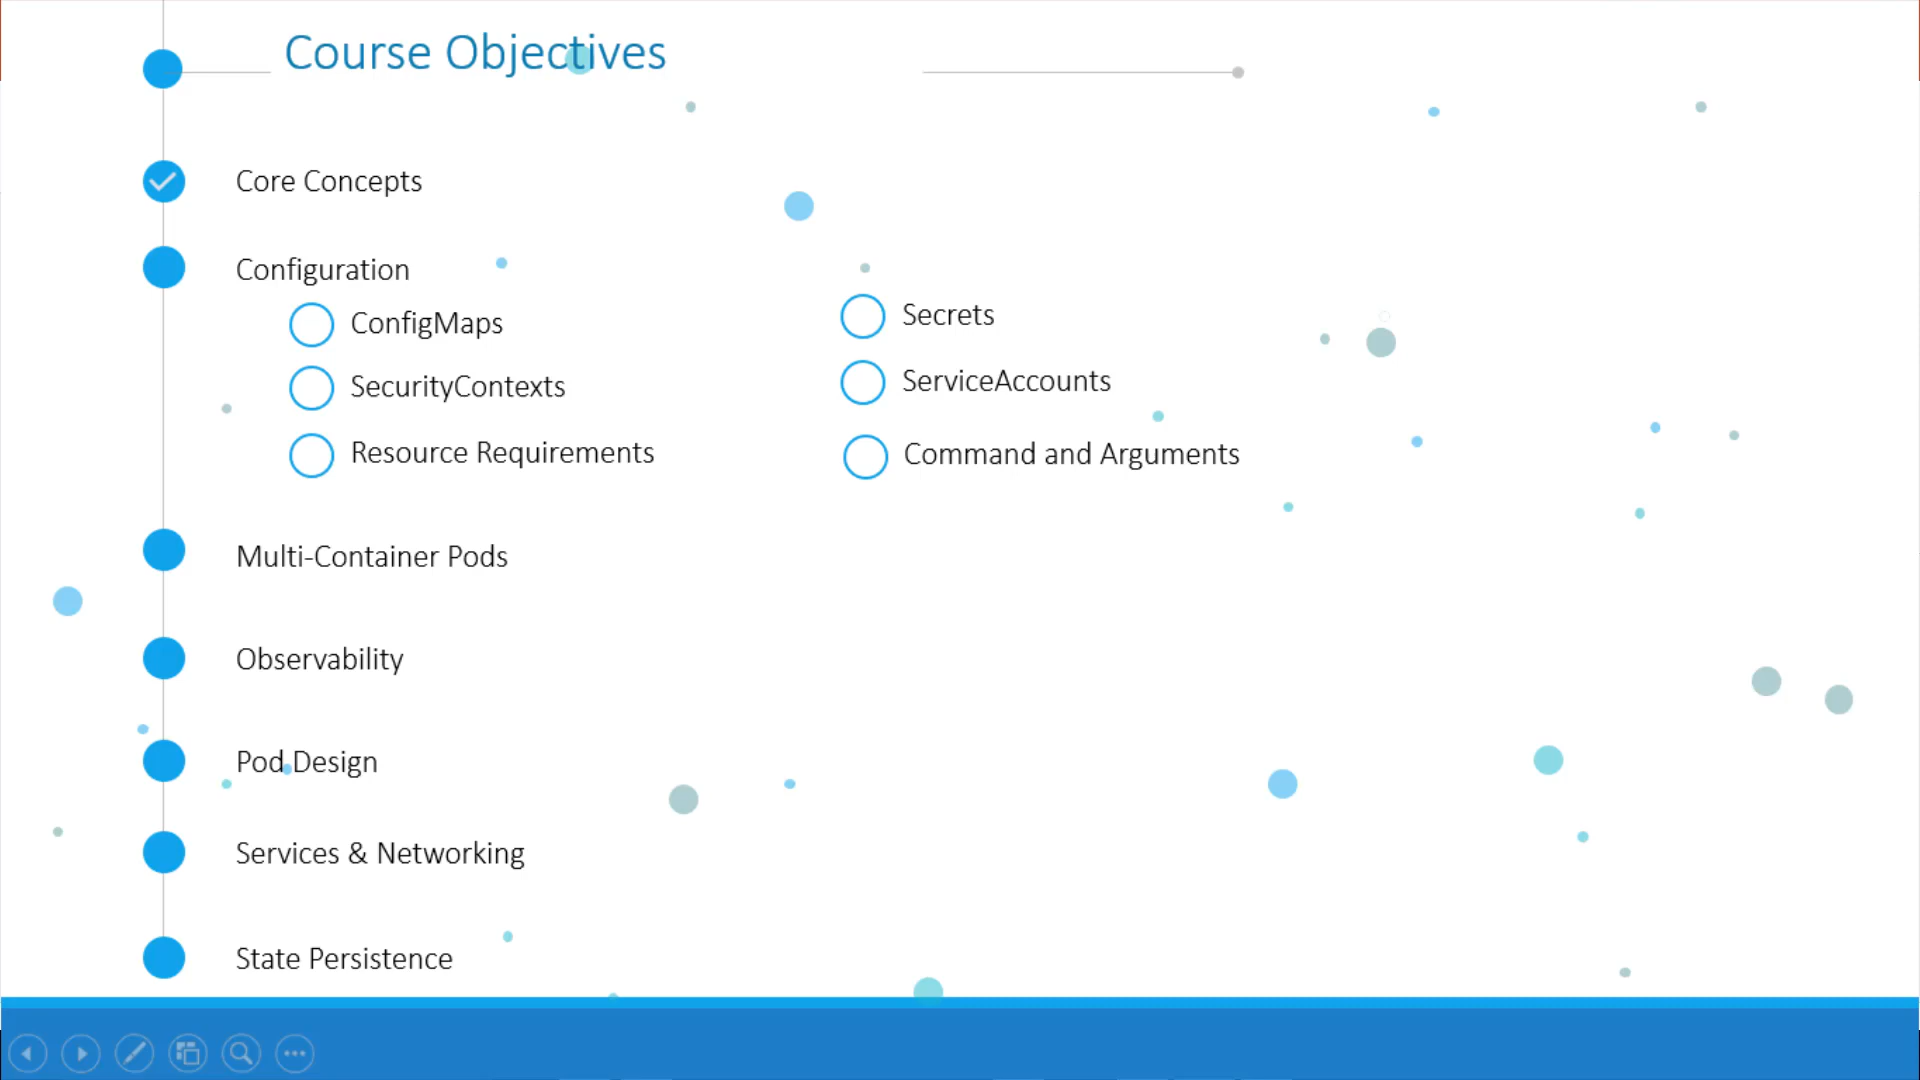 Course Objectives
Core Concepts
Configuration
ConfigMaps
Secrets
SecurityContexts
ServiceAccounts
Resource Requirements
Command and Arguments
Multi-Container Pods
Observability
Pod Design
Services & Networking
State Persistence